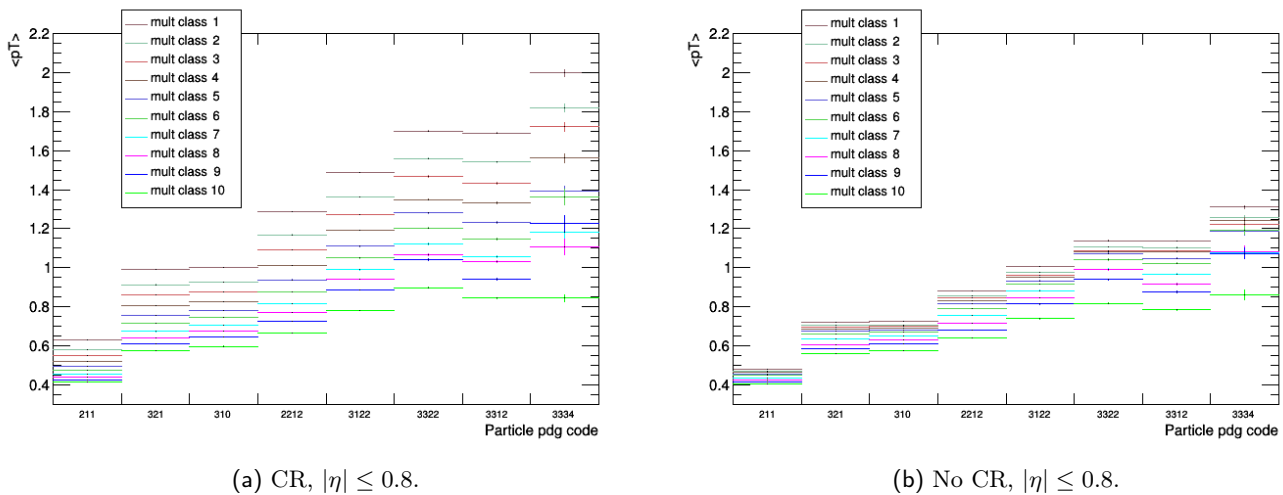 mult class 1
mult class 2
mult class 3
mult class 4
mult class 5
mult class 6
mult class 7
mult class 8
mult class 9
mult class 10
<pT>
2.2
2
1.8
1.6
1.4
1.2
1
0.8
0.6
0.4
211 321 310 2212 3122 3322 3312 3334
Particle pdg code
(a) CR, |η| ≤ 0.8.
mult class 1
mult class 2
mult class 3
mult class 4
mult class 5
mult class 6
mult class 7
mult class 8
mult class 9
mult class 10
<pT>
2.2
2
1.8
1.6
1.4
1.2
1
0.8
0.6
0.4
211 321 310 2212 3122 3322 3312 3334
Particle pdg code
(b) No CR, |η| ≤ 0.8.